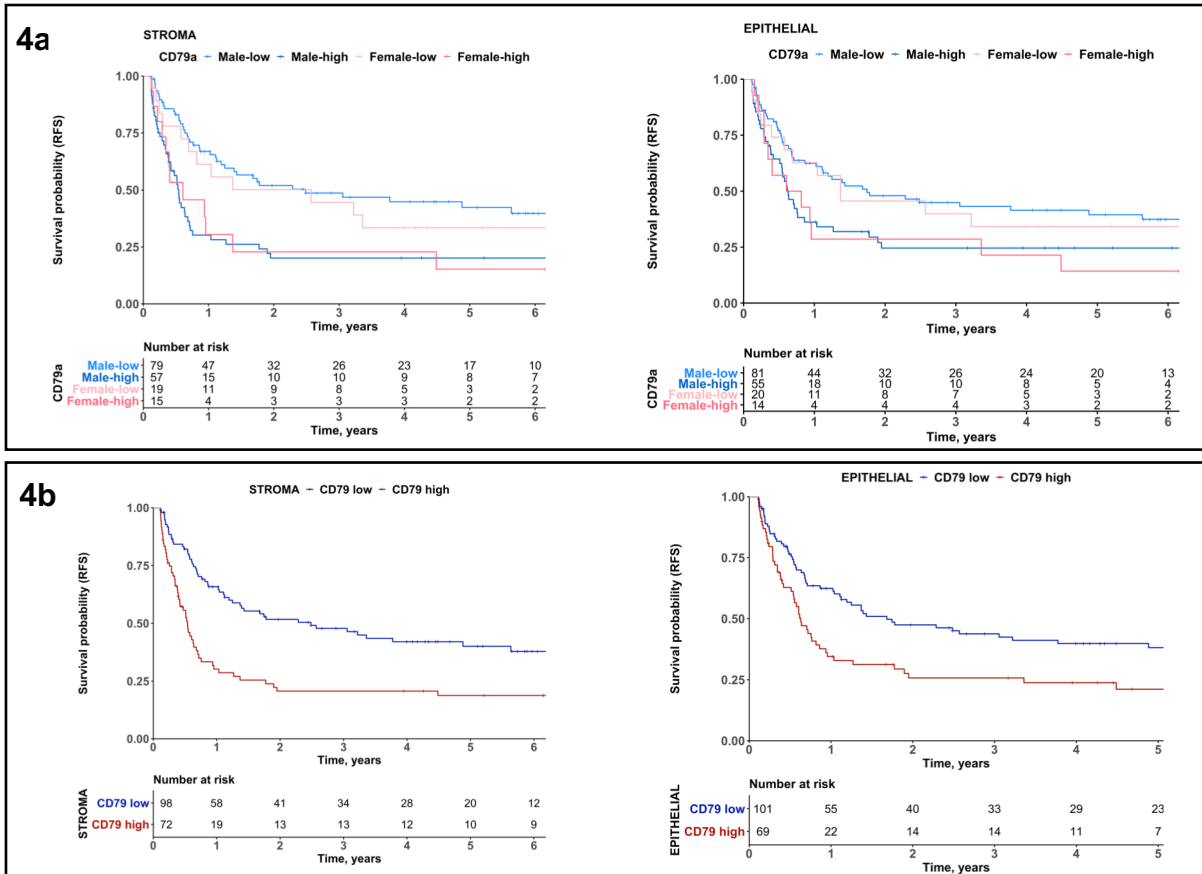 4a
STROMA
CD79a Male-low Male-high Female-low Female-high
Survival probability (RFS)
1.00
0.75
0.50
0.25
0.00
0 1 2 3 4 5 6
Time, years
Number at risk
CD79a
Male-low 79 47 32 26 23 17 10
Male-high 57 15 10 10 9 8 7
Female-low 19 11 9 8 5 3 2
Female-high 15 4 3 3 3 2 2
0 1 2 3 4 5 6
Time, years
EPITHELIAL
CD79a Male-low Male-high Female-low Female-high
Survival probability (RFS)
1.00
0.75
0.50
0.25
0.00
0 1 2 3 4 5 6
Time, years
Number at risk
CD79a
Male-low 81 44 32 26 24 20 13
Male-high 55 18 10 10 8 5 4
Female-low 20 11 8 7 5 3 2
Female-high 14 4 4 4 3 2 2
0 1 2 3 4 5 6
Time, years
4b
STROMA CD79 low CD79 high
Survival probability (RFS)
1.00
0.75
0.50
0.25
0.00
0 1 2 3 4 5 6
Time, years
Number at risk
STROMA
CD79 low 98 58 41 34 28 20 12
CD79 high 72 19 13 13 12 10 9
0 1 2 3 4 5 6
Time, years
EPITHELIAL CD79 low CD79 high
Survival probability (RFS)
1.00
0.75
0.50
0.25
0.00
0 1 2 3 4 5
Time, years
Number at risk
EPITHELIAL
CD79 low 101 55 40 33 29 23
CD79 high 69 22 14 14 11 7
0 1 2 3 4 5
Time, years